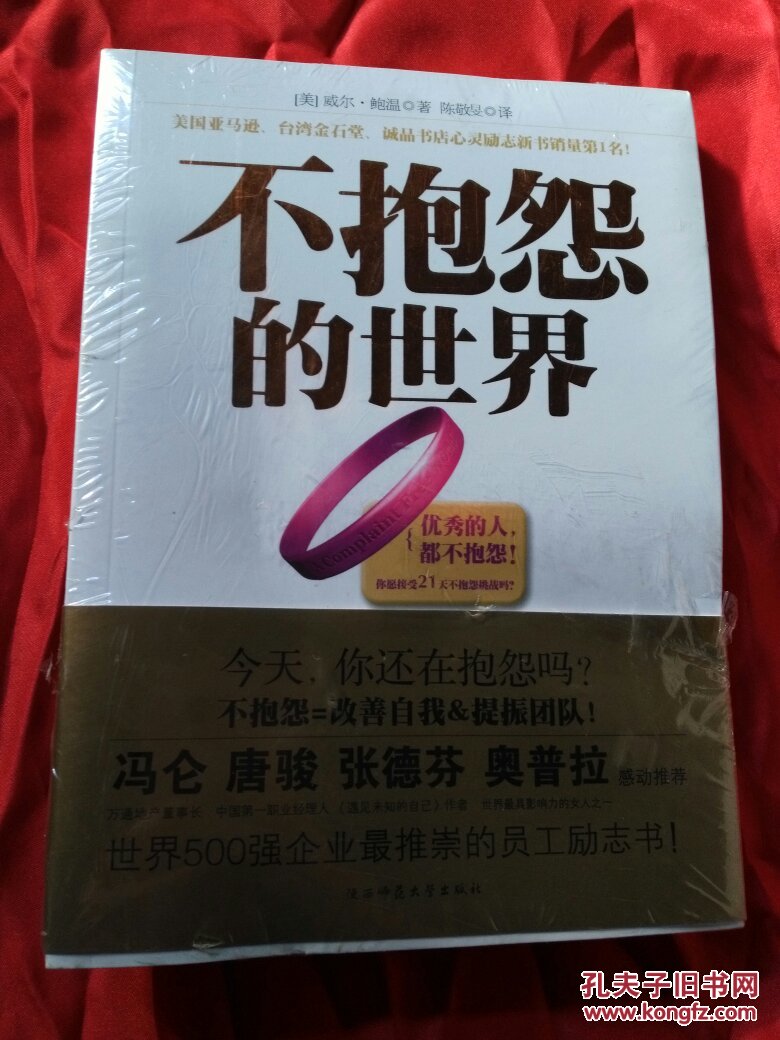 [美]威尔·鲍温◎著 陈敬旻◎译
美国亚马逊、台湾金石堂、诚品书店心灵励志新书销量第1名!
不抱怨
的世界
A Complaint Free
优秀的人,
都不抱怨!
你愿接受21天不抱怨挑战吗?
今天,你还在抱怨吗?
不抱怨=改善自我&提振团队!
冯仑 唐骏 张德芬 奥普拉 感动推荐
万通地产董事长 中国第一职业经理人 《遇见未知的自己》作者 世界最具影响力的女人之一
世界500强企业最推崇的员工励志书!
陕西师范大学出版社
孔夫子旧书网
www.kongfz.com